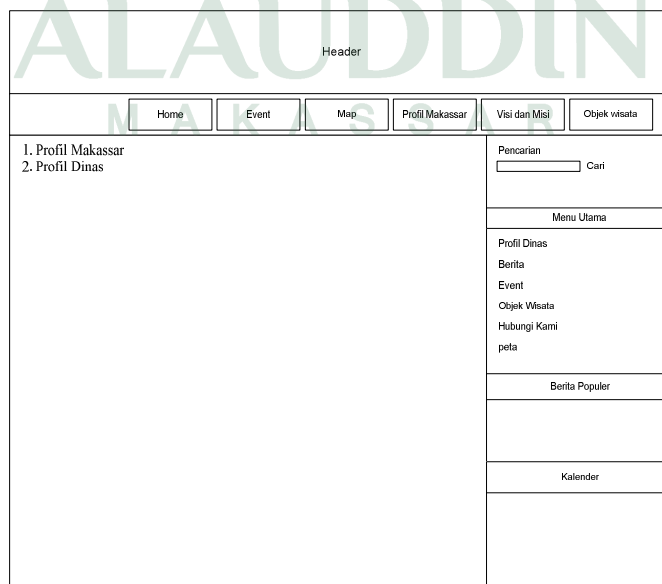 ALAUDDIN
Header
MAKASSAR
Home
Event
Map
Profil Makassar
Visi dan Misi
Objek wisata
1. Profil Makassar
2. Profil Dinas
Pencarian
Cari
Menu Utama
Profil Dinas
Berita
Event
Objek Wisata
Hubungi Kami
peta
Berita Populer
Kalender